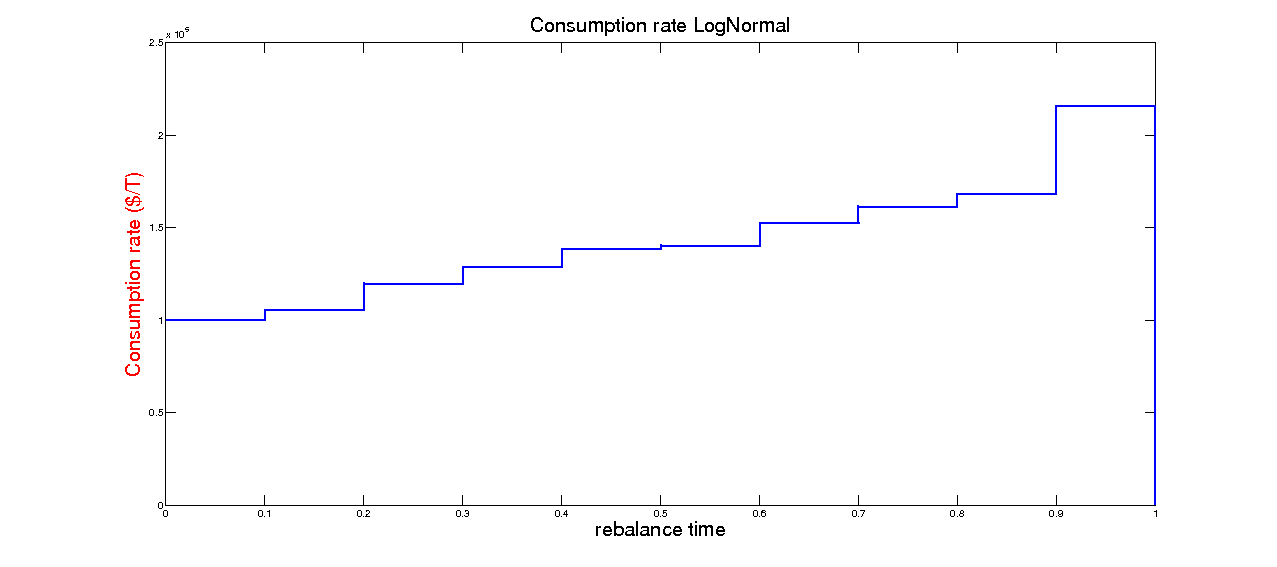 Consumption rate LogNormal
x 10^5
2.5
2
1.5
1
0.5
0
Consumption rate ($/T)
0 0.1 0.2 0.3 0.4 0.5 0.6 0.7 0.8 0.9 1
rebalance time